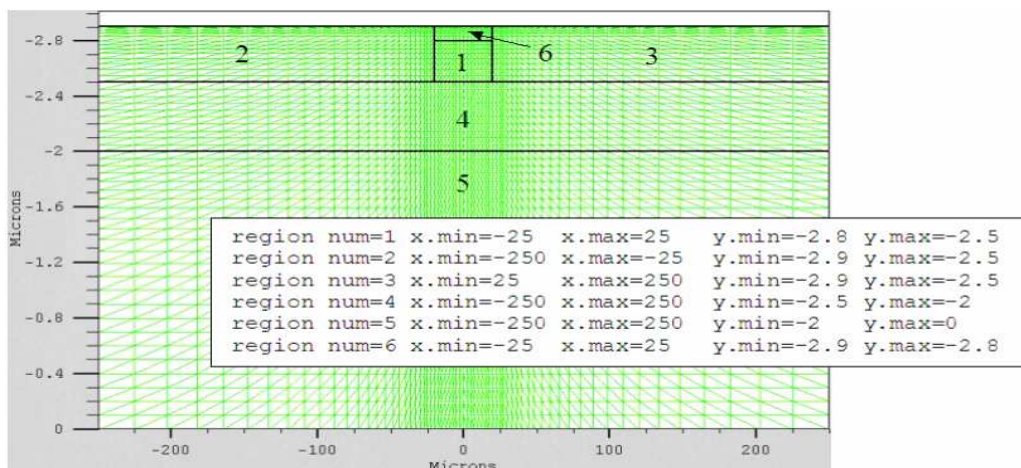 -2.8
2
6
3
1
-2.4
4
-2
5
Microns
-1.6
region num=1 x.min=-25 x.max=25 y.min=-2.8 y.max=-2.5
region num=2 x.min=-250 x.max=-25 y.min=-2.9 y.max=-2.5
region num=3 x.min=25 x.max=250 y.min=-2.9 y.max=-2.5
region num=4 x.min=-250 x.max=250 y.min=-2.5 y.max=-2
region num=5 x.min=-250 x.max=250 y.min=-2 y.max=0
region num=6 x.min=-25 x.max=25 y.min=-2.9 y.max=-2.8
-1.2
-0.8
-0.4
0
-200 -100 0 100 200
Microns